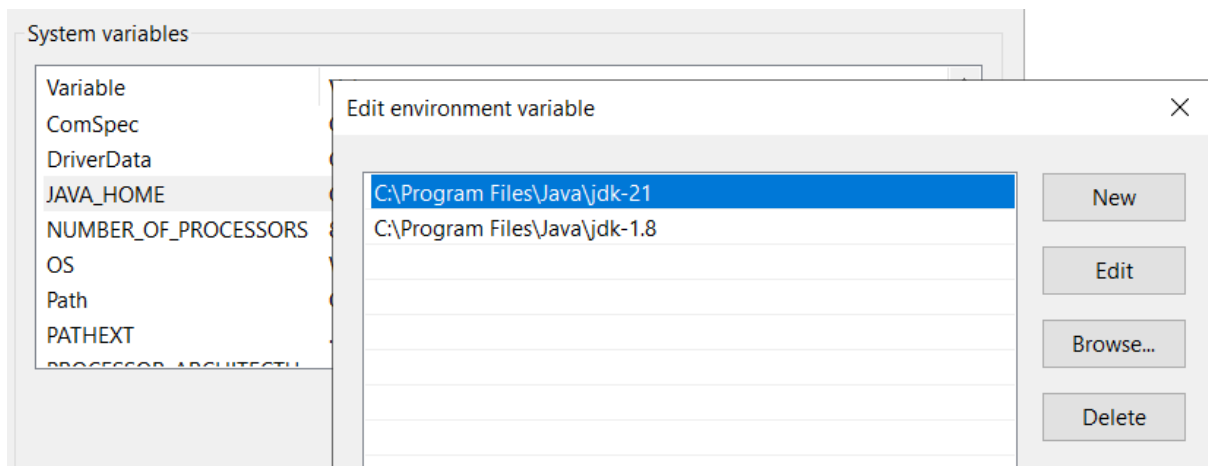 System variables
Variable
ComSpec
DriverData
JAVA_HOME
NUMBER_OF_PROCESSORS
OS
Path
PATHEXT
Edit environment variable
C:\Program Files\Java\jdk-21
C:\Program Files\Java\jdk-1.8
New
Edit
Browse...
Delete